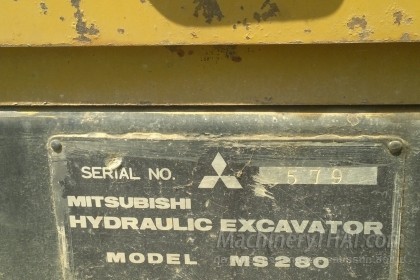 SERIAL NO. 579
MITSUBISHI
HYDRAULIC EXCAVATOR
MODEL MS280
MachineryTHAI.com